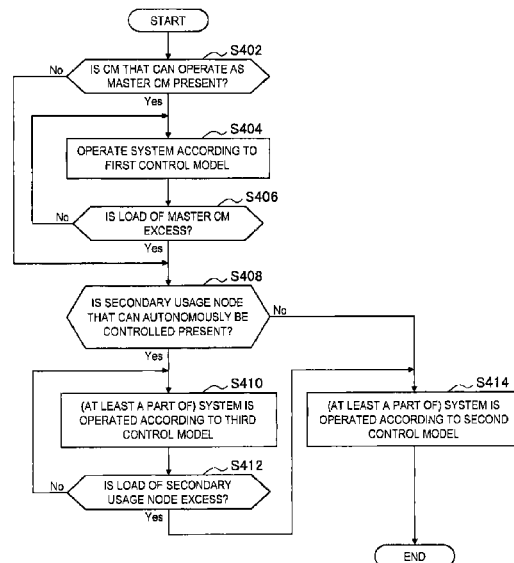 START
S402
IS CM THAT CAN OPERATE AS
MASTER CM PRESENT?
No
Yes
S404
OPERATE SYSTEM ACCORDING TO
FIRST CONTROL MODEL
S406
IS LOAD OF MASTER CM
EXCESS?
No
Yes
S408
IS SECONDARY USAGE NODE
THAT CAN AUTONOMOUSLY BE
CONTROLLED PRESENT?
No
Yes
S410
(AT LEAST A PART OF) SYSTEM IS
OPERATED ACCORDING TO THIRD
CONTROL MODEL
S414
(AT LEAST A PART OF) SYSTEM IS
OPERATED ACCORDING TO SECOND
CONTROL MODEL
S412
IS LOAD OF SECONDARY
USAGE NODE EXCESS?
No
Yes
END